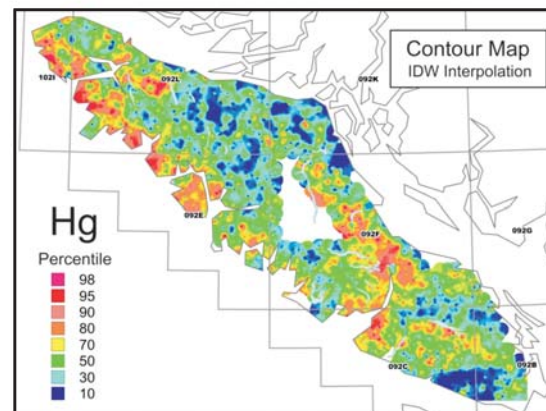 Contour Map
IDW Interpolation
102I
092L
092K
092E
092F
092G
092C
092B
Hg
Percentile
98
95
90
80
70
50
30
10